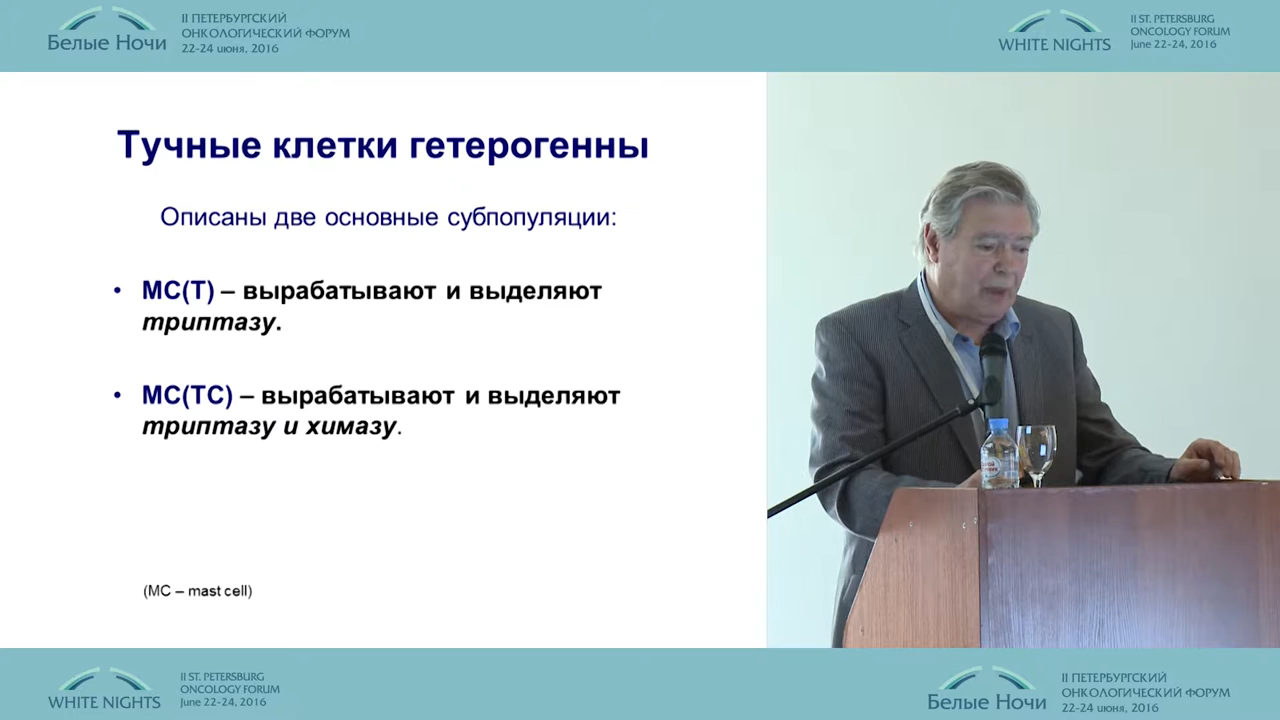 Белые Ночи
II ПЕТЕРБУРГСКИЙ
ОНКОЛОГИЧЕСКИЙ ФОРУМ
22-24 июня, 2016
WHITE NIGHTS
II ST. PETERSBURG
ONCOLOGY FORUM
June 22-24, 2016
Тучные клетки гетерогенны
Описаны две основные субпопуляции:
• МС(Т) – вырабатывают и выделяют
триптазу.
• МС(ТС) – вырабатывают и выделяют
триптазу и химазу.
(MC – mast cell)
WHITE NIGHTS
II ST. PETERSBURG
ONCOLOGY FORUM
June 22-24, 2016
Белые Ночи
II ПЕТЕРБУРГСКИЙ
ОНКОЛОГИЧЕСКИЙ ФОРУМ
22-24 июня, 2016